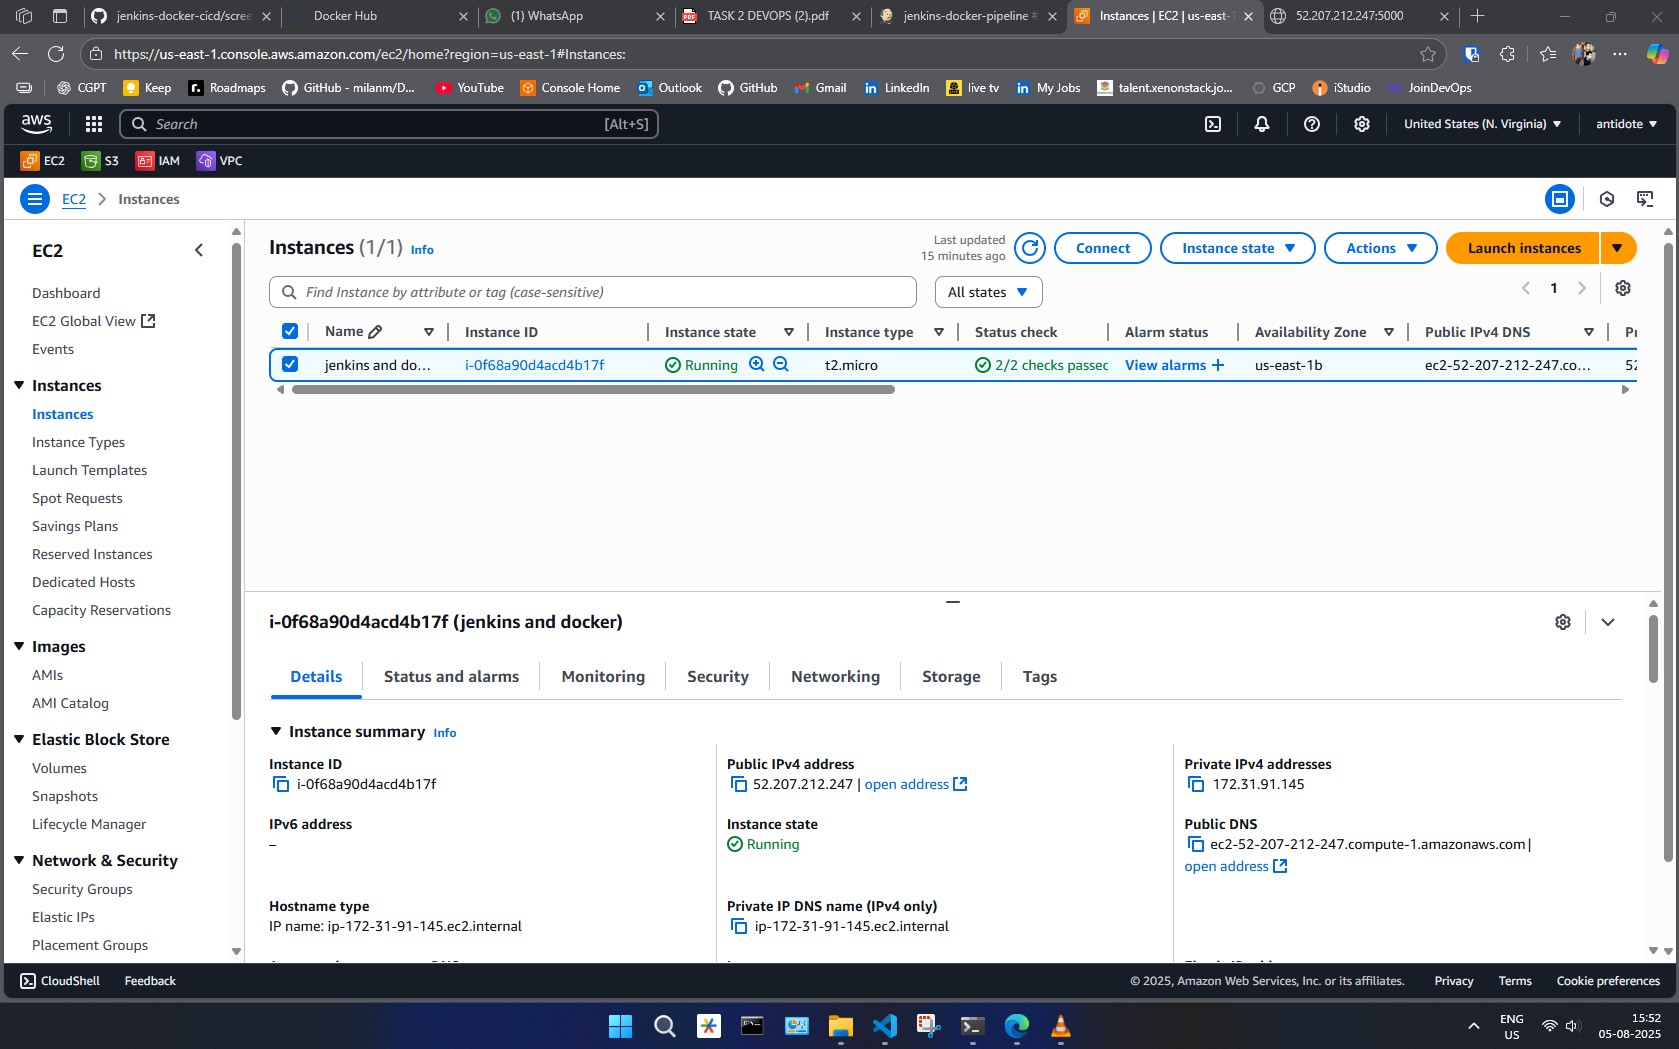 jenkins-docker-cicd/scree
Docker Hub
(1) WhatsApp
TASK 2 DEVOPS (2).pdf
jenkins-docker-pipeline #
Instances | EC2 | us-east-1
52.207.212.247:5000
https://us-east-1.console.aws.amazon.com/ec2/home?region=us-east-1#Instances:
CGPT
Keep
Roadmaps
GitHub - milanm/D...
YouTube
Console Home
Outlook
GitHub
Gmail
LinkedIn
live tv
My Jobs
talent.xenonstack.jo...
GCP
iStudio
JoinDevOps
aws
Search
[Alt+S]
United States (N. Virginia)
antidote
EC2
S3
IAM
VPC
EC2
Instances
EC2
Dashboard
EC2 Global View
Events
Instances
Instances
Instance Types
Launch Templates
Spot Requests
Savings Plans
Reserved Instances
Dedicated Hosts
Capacity Reservations
Images
AMIs
AMI Catalog
Elastic Block Store
Volumes
Snapshots
Lifecycle Manager
Network & Security
Security Groups
Elastic IPs
Placement Groups
Instances (1/1) Info
Last updated
15 minutes ago
Connect
Instance state
Actions
Launch instances
Find Instance by attribute or tag (case-sensitive)
All states
1
Name
Instance ID
Instance state
Instance type
Status check
Alarm status
Availability Zone
Public IPv4 DNS
jenkins and do...
i-0f68a90d4acd4b17f
Running
t2.micro
2/2 checks passec
View alarms +
us-east-1b
ec2-52-207-212-247.co...
52
i-0f68a90d4acd4b17f (jenkins and docker)
Details
Status and alarms
Monitoring
Security
Networking
Storage
Tags
Instance summary Info
Instance ID
i-0f68a90d4acd4b17f
Public IPv4 address
52.207.212.247 | open address
Private IPv4 addresses
172.31.91.145
IPv6 address
–
Instance state
Running
Public DNS
ec2-52-207-212-247.compute-1.amazonaws.com |
open address
Hostname type
IP name: ip-172-31-91-145.ec2.internal
Private IP DNS name (IPv4 only)
ip-172-31-91-145.ec2.internal
CloudShell
Feedback
© 2025, Amazon Web Services, Inc. or its affiliates.
Privacy
Terms
Cookie preferences
ENG
US
15:52
05-08-2025